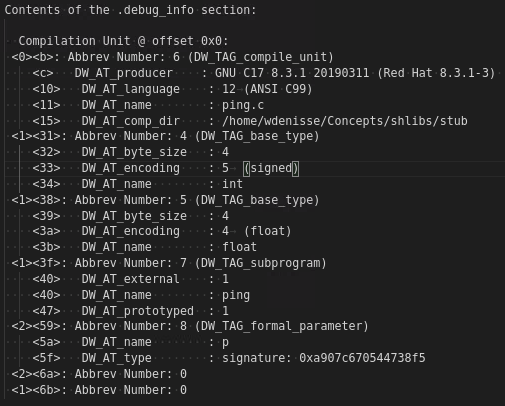 Contents of the .debug_info section:
Compilation Unit @ offset 0x0:
<0><b>: Abbrev Number: 6 (DW_TAG_compile_unit)
<c> DW_AT_producer : GNU C17 8.3.1 20190311 (Red Hat 8.3.1-3)
<10> DW_AT_language : 12 (ANSI C99)
<11> DW_AT_name : ping.c
<15> DW_AT_comp_dir : /home/wdenisse/Concepts/shlibs/stub
<1><31>: Abbrev Number: 4 (DW_TAG_base_type)
<32> DW_AT_byte_size : 4
<33> DW_AT_encoding : 5 (signed)
<34> DW_AT_name : int
<1><38>: Abbrev Number: 5 (DW_TAG_base_type)
<39> DW_AT_byte_size : 4
<3a> DW_AT_encoding : 4 (float)
<3b> DW_AT_name : float
<1><3f>: Abbrev Number: 7 (DW_TAG_subprogram)
<40> DW_AT_external : 1
<40> DW_AT_name : ping
<47> DW_AT_prototyped : 1
<2><59>: Abbrev Number: 8 (DW_TAG_formal_parameter)
<5a> DW_AT_name : p
<5f> DW_AT_type : signature: 0xa907c670544738f5
<2><6a>: Abbrev Number: 0
<1><6b>: Abbrev Number: 0